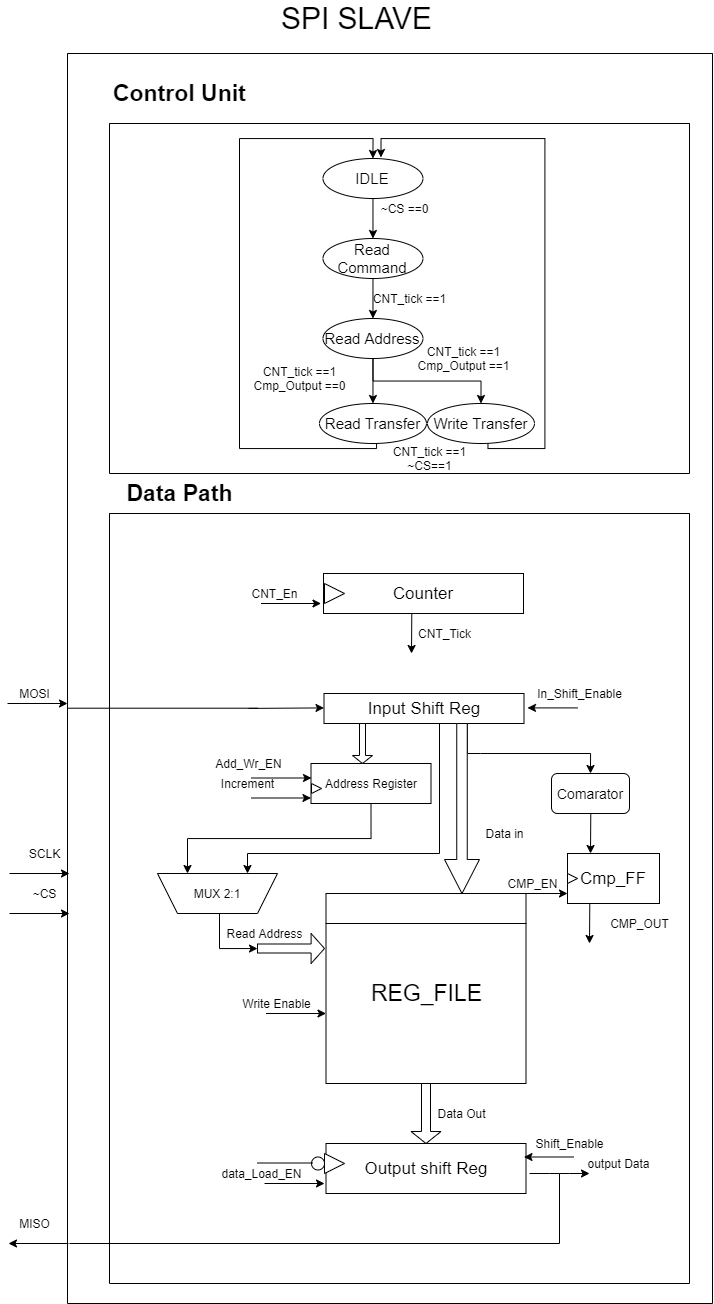 SPI SLAVE
Control Unit
IDLE
~CS ==0
Read
Command
CNT_tick ==1
Read Address
CNT_tick ==1
Cmp_Output ==1
CNT_tick ==1
Cmp_Output ==0
Read Transfer
Write Transfer
CNT_tick ==1
~CS==1
Data Path
CNT_En
Counter
CNT_Tick
MOSI
Input Shift Reg
In_Shift_Enable
Add_Wr_EN
Increment
Address Register
Comarator
Data in
SCLK
~CS
MUX 2:1
CMP_EN
Cmp_FF
CMP_OUT
Read Address
REG_FILE
Write Enable
Data Out
Shift_Enable
data_Load_EN
Output shift Reg
output Data
MISO